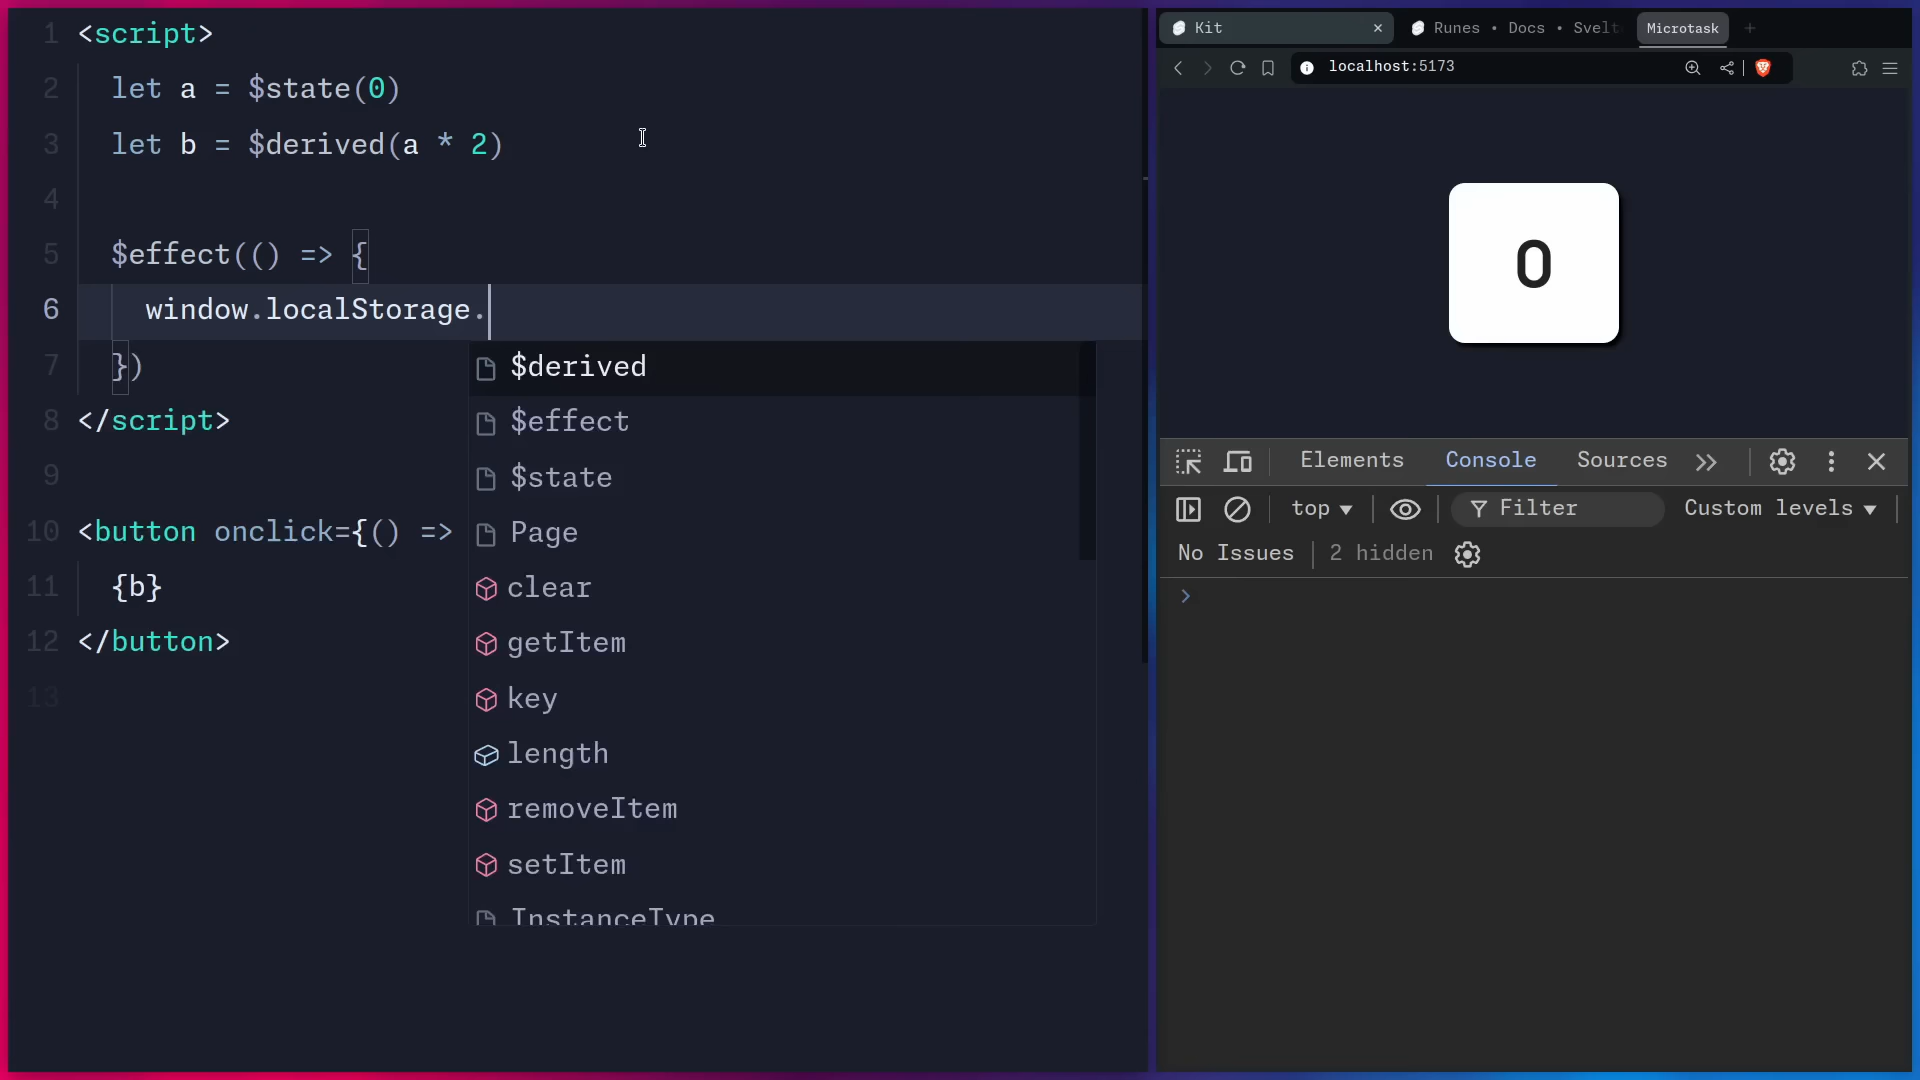 1 <script>
2 let a = $state(0)
3 let b = $derived(a * 2)
4
5 $effect(() => {
6 window.localStorage.
7 })
8 </script>
9
10 <button onclick={() =>
11 {b}
12 </button>
13
$derived
$effect
$state
Page
clear
getItem
key
length
removeItem
setItem
InstanceType
Kit
Runes • Docs • Svelt
Microtask
localhost:5173
0
Elements Console Sources
top Filter Custom levels
No Issues 2 hidden